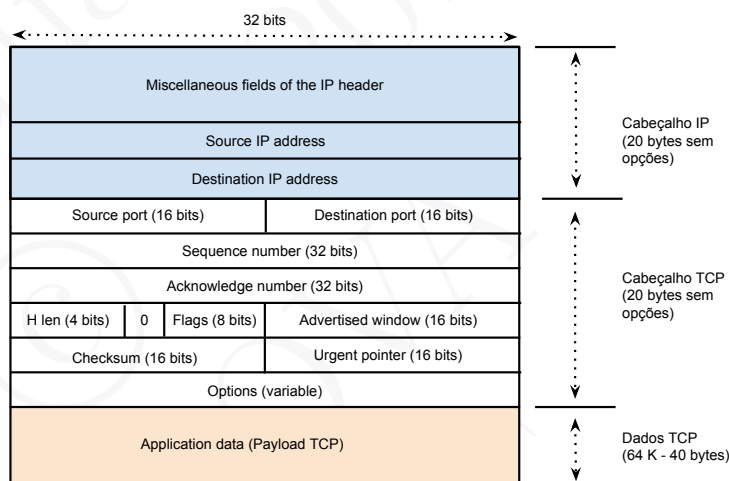 32 bits
Miscellaneous fields of the IP header
Source IP address
Destination IP address
Cabeçalho IP
(20 bytes sem
opções)
Source port (16 bits) Destination port (16 bits)
Sequence number (32 bits)
Acknowledge number (32 bits)
H len (4 bits) 0 Flags (8 bits) Advertised window (16 bits)
Checksum (16 bits) Urgent pointer (16 bits)
Options (variable)
Cabeçalho TCP
(20 bytes sem
opções)
Application data (Payload TCP)
Dados TCP
(64 K - 40 bytes)